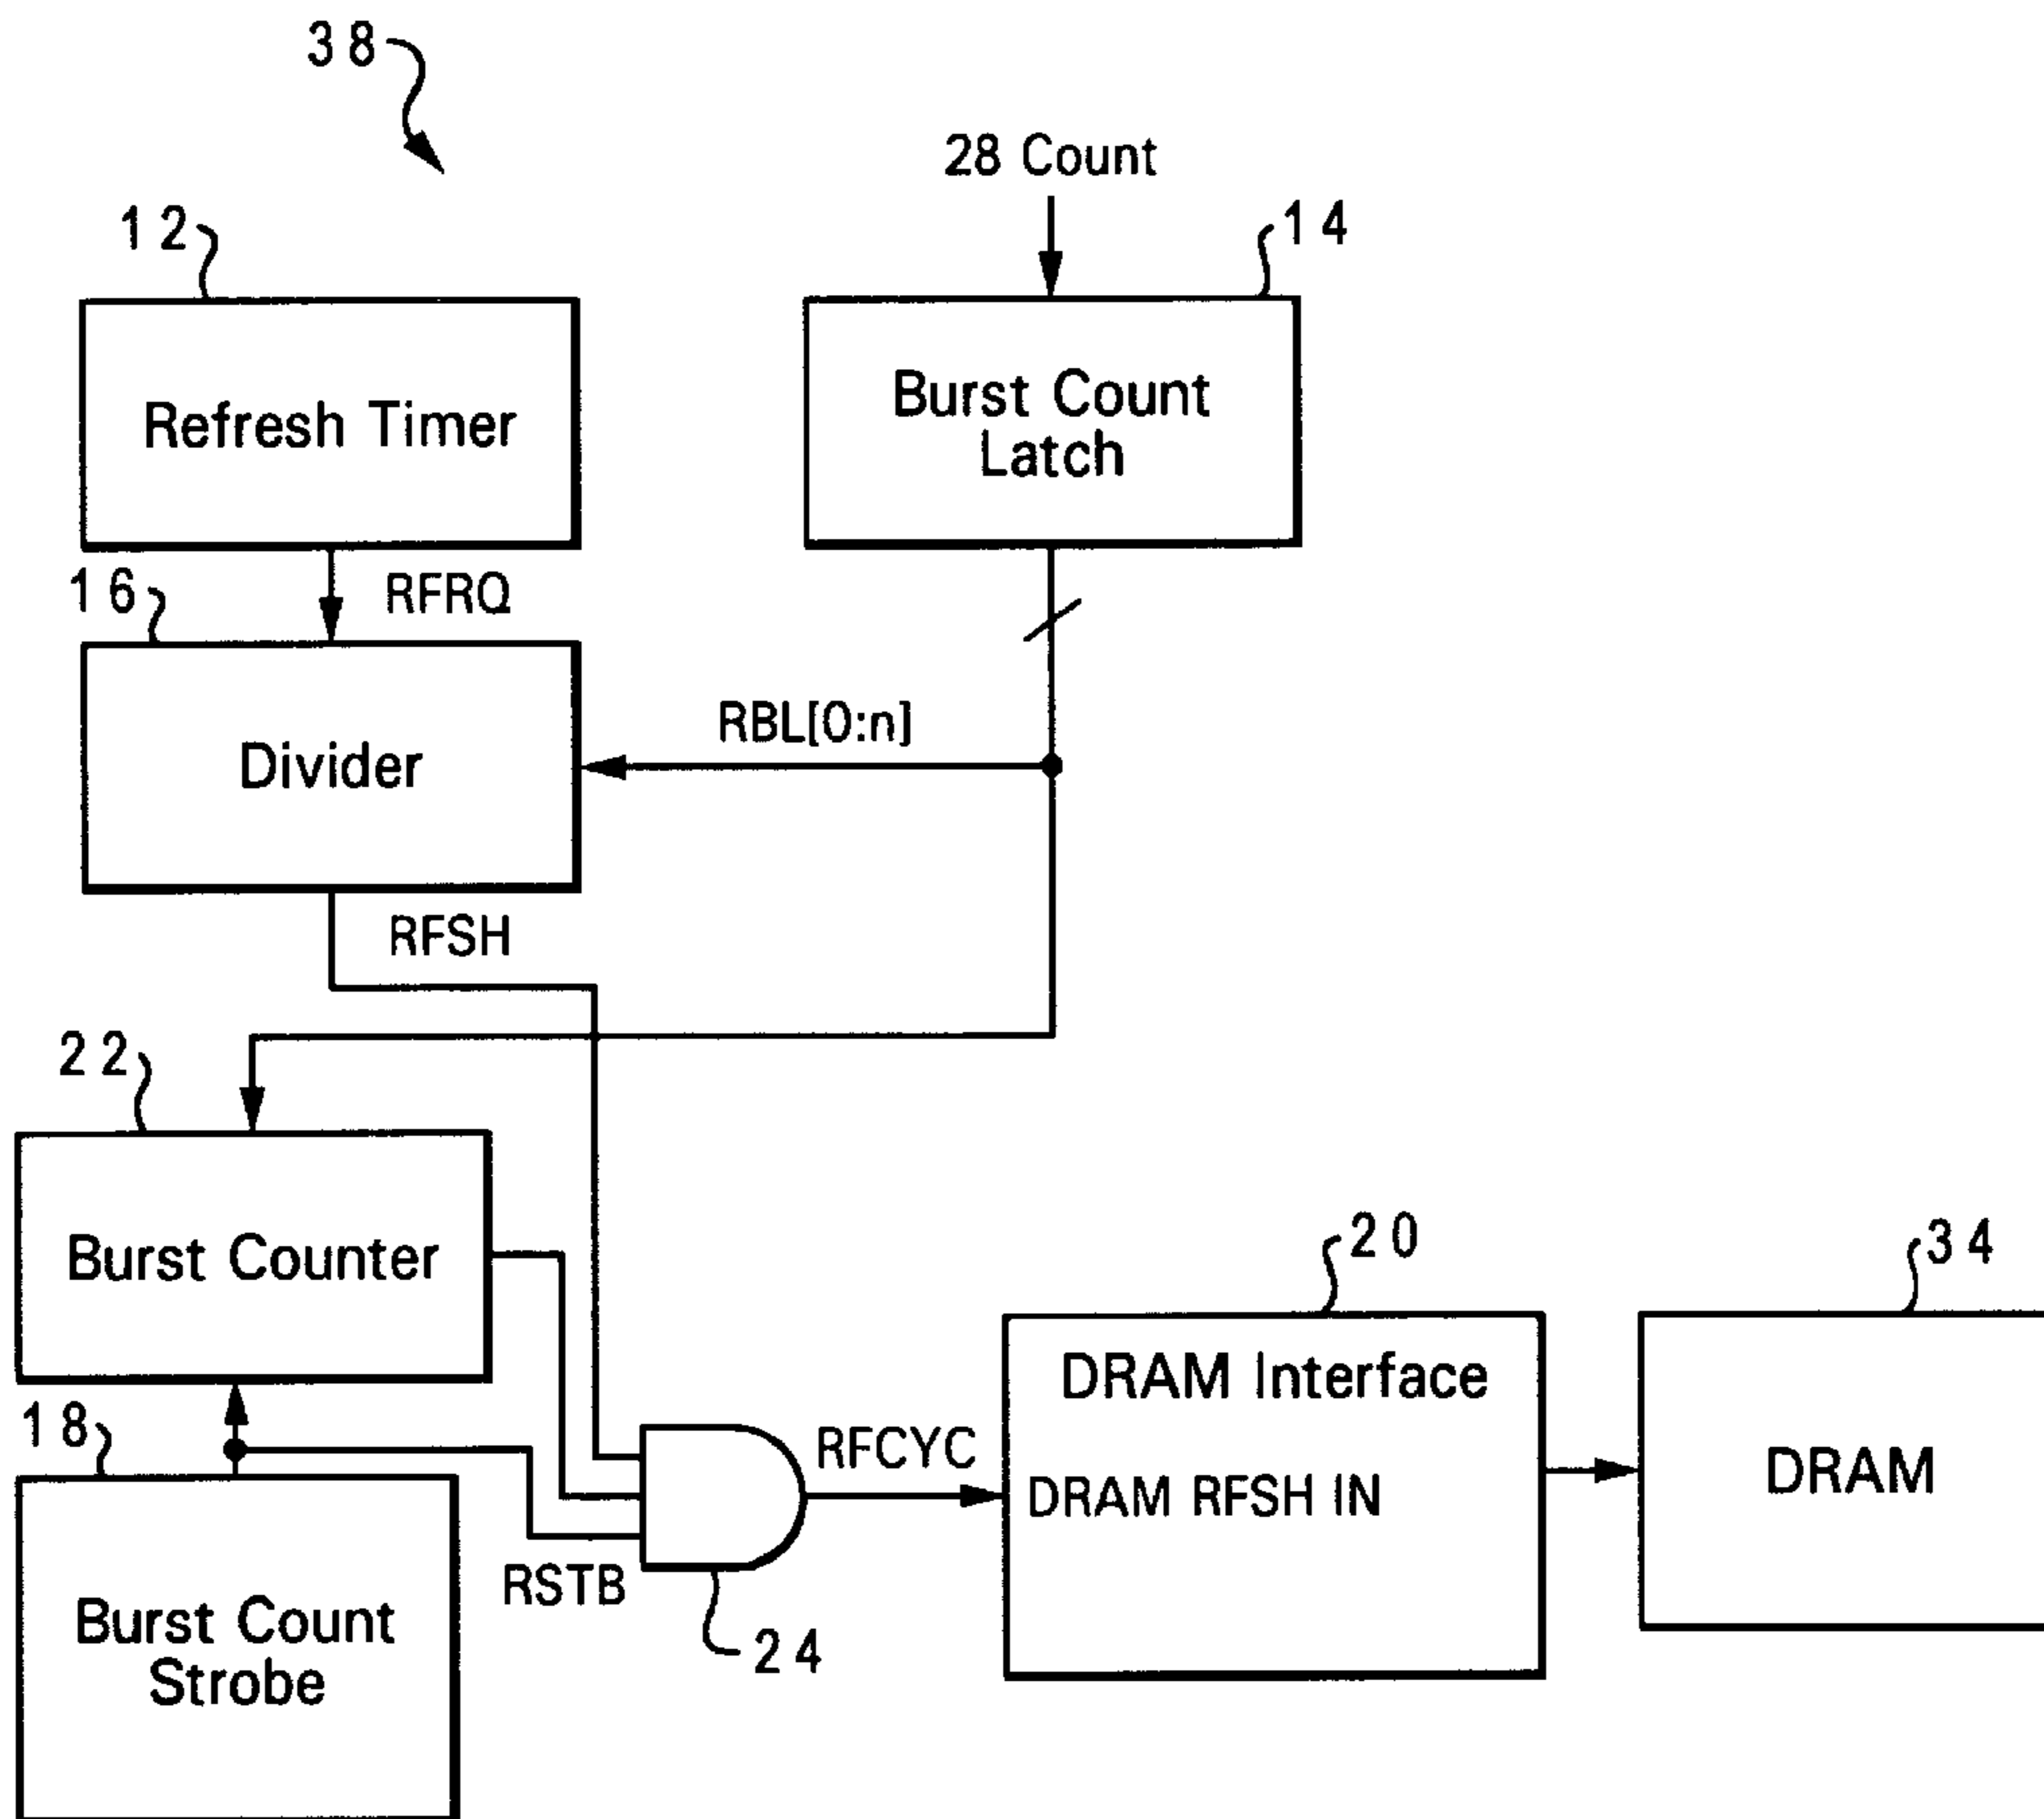 38
28 Count
12
14
Refresh Timer
Burst Count
Latch
16
RFRQ
RBL[0:n]
Divider
RFSH
22
Burst Counter
20
34
DRAM Interface
18
RFCYC
DRAM RFSH IN
DRAM
RSTB
Burst Count
Strobe
24